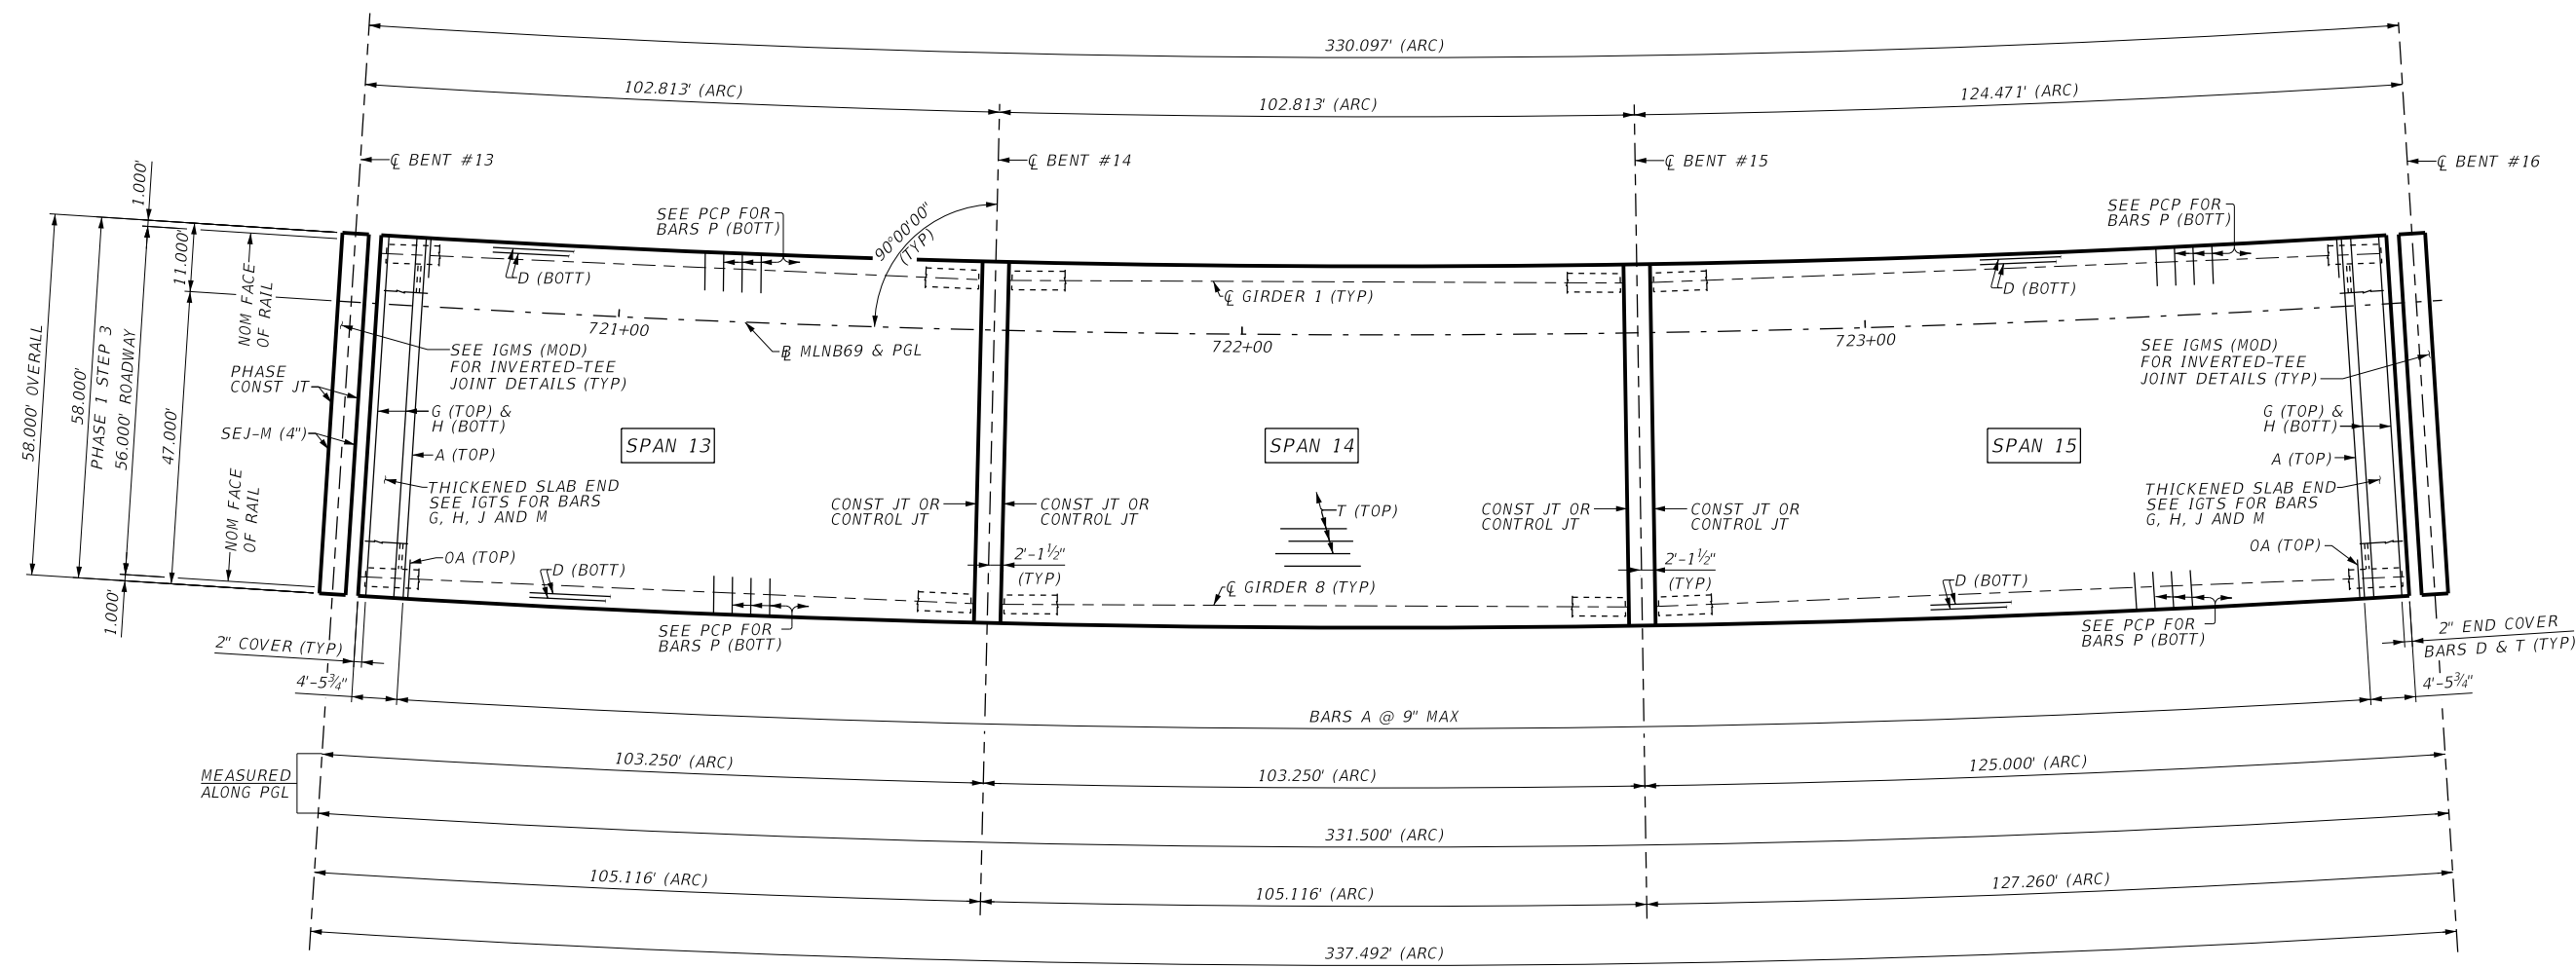 330.097' (ARC)
102.813' (ARC)
102.813' (ARC)
124.471' (ARC)
℄ BENT #13
℄ BENT #14
℄ BENT #15
℄ BENT #16
1.000'
11.000'
58.000' OVERALL
58.000'
PHASE 1 STEP 3
56.000' ROADWAY
47.000'
1.000'
NOM FACE
OF RAIL
NOM FACE
OF RAIL
PHASE
CONST JT
SEJ-M (4")
SEE PCP FOR
BARS P (BOTT)
90°00'00"
(TYP)
SEE PCP FOR
BARS P (BOTT)
D (BOTT)
℄ GIRDER 1 (TYP)
D (BOTT)
721+00
722+00
723+00
B MLNB69 & PGL
SEE IGMS (MOD)
FOR INVERTED-TEE
JOINT DETAILS (TYP)
SEE IGMS (MOD)
FOR INVERTED-TEE
JOINT DETAILS (TYP)
G (TOP) &
H (BOTT)
G (TOP) &
H (BOTT)
SPAN 13
SPAN 14
SPAN 15
A (TOP)
A (TOP)
THICKENED SLAB END
SEE IGTS FOR BARS
G, H, J AND M
THICKENED SLAB END
SEE IGTS FOR BARS
G, H, J AND M
CONST JT OR
CONTROL JT
CONST JT OR
CONTROL JT
T (TOP)
CONST JT OR
CONTROL JT
CONST JT OR
CONTROL JT
OA (TOP)
OA (TOP)
2'-1½"
(TYP)
2'-1½"
(TYP)
D (BOTT)
℄ GIRDER 8 (TYP)
D (BOTT)
SEE PCP FOR
BARS P (BOTT)
SEE PCP FOR
BARS P (BOTT)
2" COVER (TYP)
2" END COVER
BARS D & T (TYP)
4'-5¾"
4'-5¾"
BARS A @ 9" MAX
MEASURED
ALONG PGL
103.250' (ARC)
103.250' (ARC)
125.000' (ARC)
331.500' (ARC)
105.116' (ARC)
105.116' (ARC)
127.260' (ARC)
337.492' (ARC)